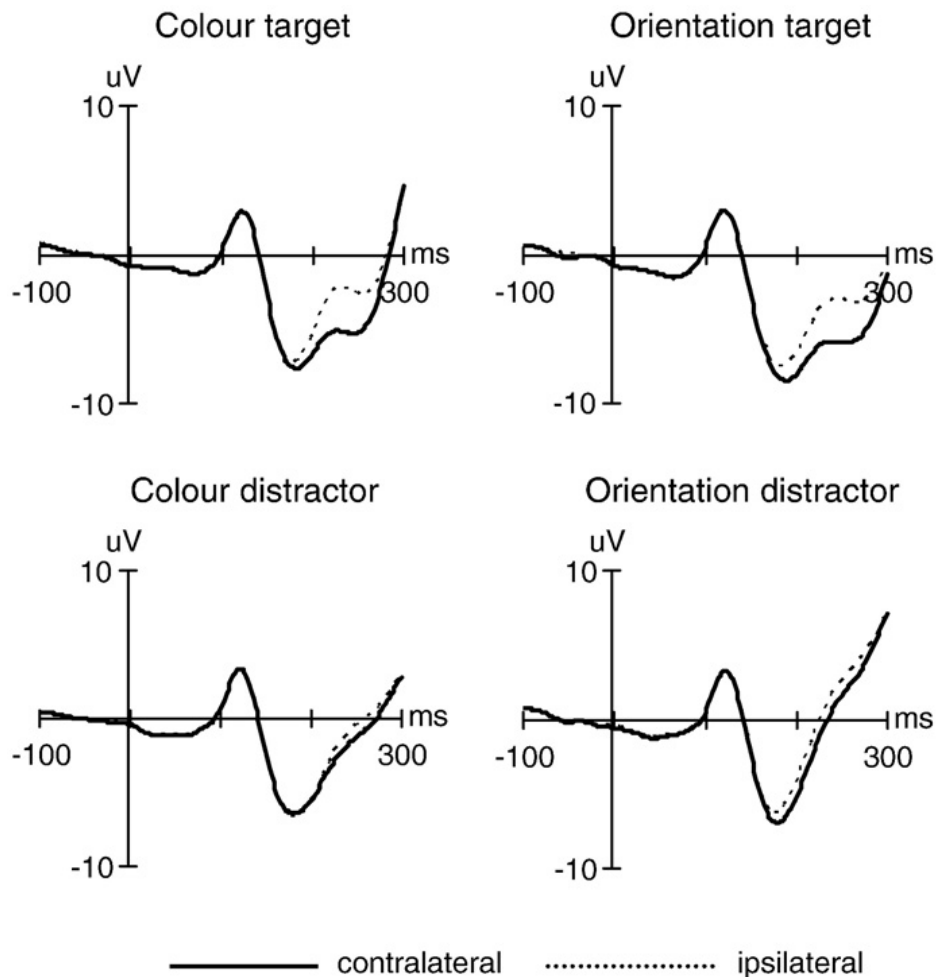 Colour target
Orientation target
uV
10
ms
-100
300
-10
uV
10
ms
-100
300
-10
Colour distractor
Orientation distractor
uV
10
ms
-100
300
-10
uV
10
ms
-100
300
-10
contralateral
ipsilateral